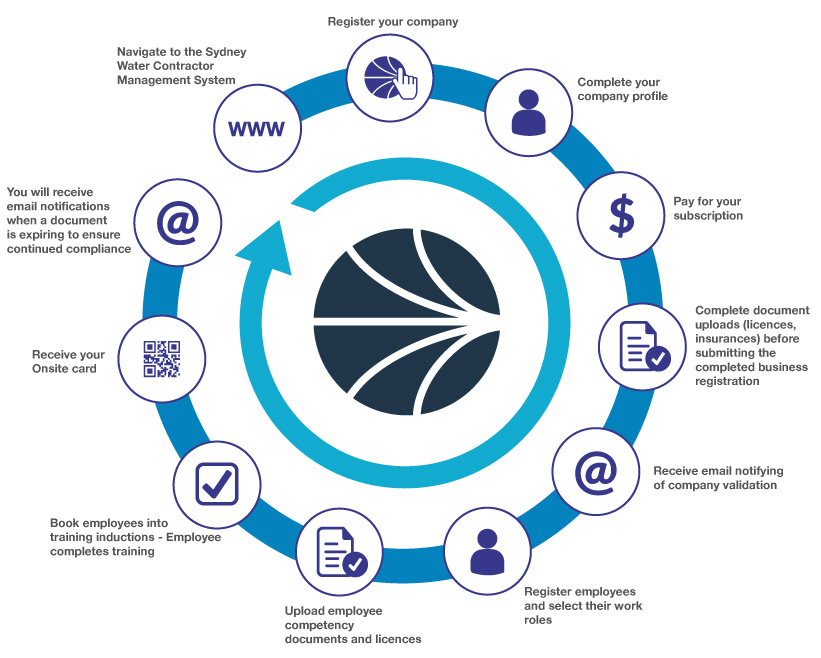 Navigate to the Sydney
Water Contractor
Management System
www
Register your company
Complete your
company profile
Pay for your
subscription
$
Complete document
uploads (licences,
insurances) before
submitting the
completed business
registration
Receive email notifying
of company validation
@
Register employees
and select their work
roles
Upload employee
competency
documents and licences
Book employees into
training inductions - Employee
completes training
Receive your
Onsite card
You will receive
email notifications
when a document
is expiring to ensure
continued compliance
@